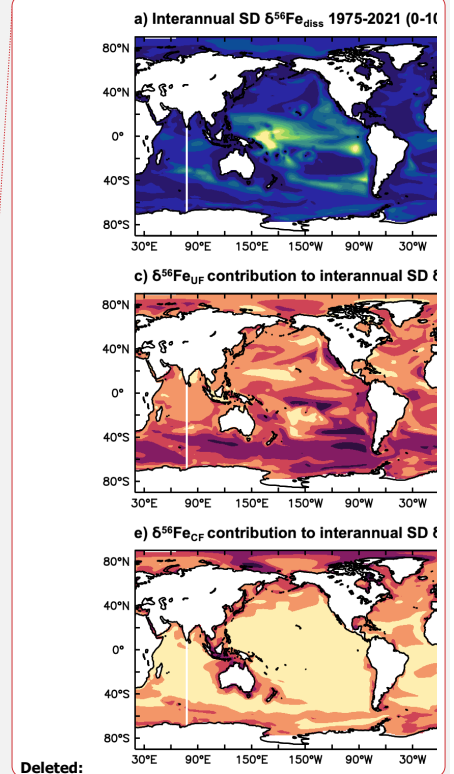 a) Interannual SD δ⁵⁶Fe_diss 1975-2021 (0-10
80°N
40°N
0°
40°S
80°S
30°E 90°E 150°E 150°W 90°W 30°W
c) δ⁵⁶Fe_UF contribution to interannual SD δ
80°N
40°N
0°
40°S
80°S
30°E 90°E 150°E 150°W 90°W 30°W
e) δ⁵⁶Fe_CF contribution to interannual SD δ
80°N
40°N
0°
40°S
80°S
30°E 90°E 150°E 150°W 90°W 30°W
Deleted: